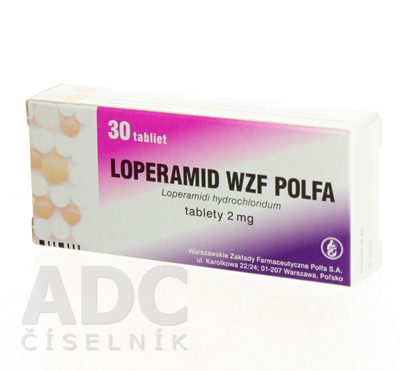 30 tabliet
LOPERAMID WZF POLFA
Loperamidi hydrochloridum
tablety 2 mg
Warszawskie Zakłady Farmaceutyczne Polfa S.A.
ul. Karolkowa 22/24; 01-207 Warszawa, Poľsko
ADC
ČÍSELNÍK